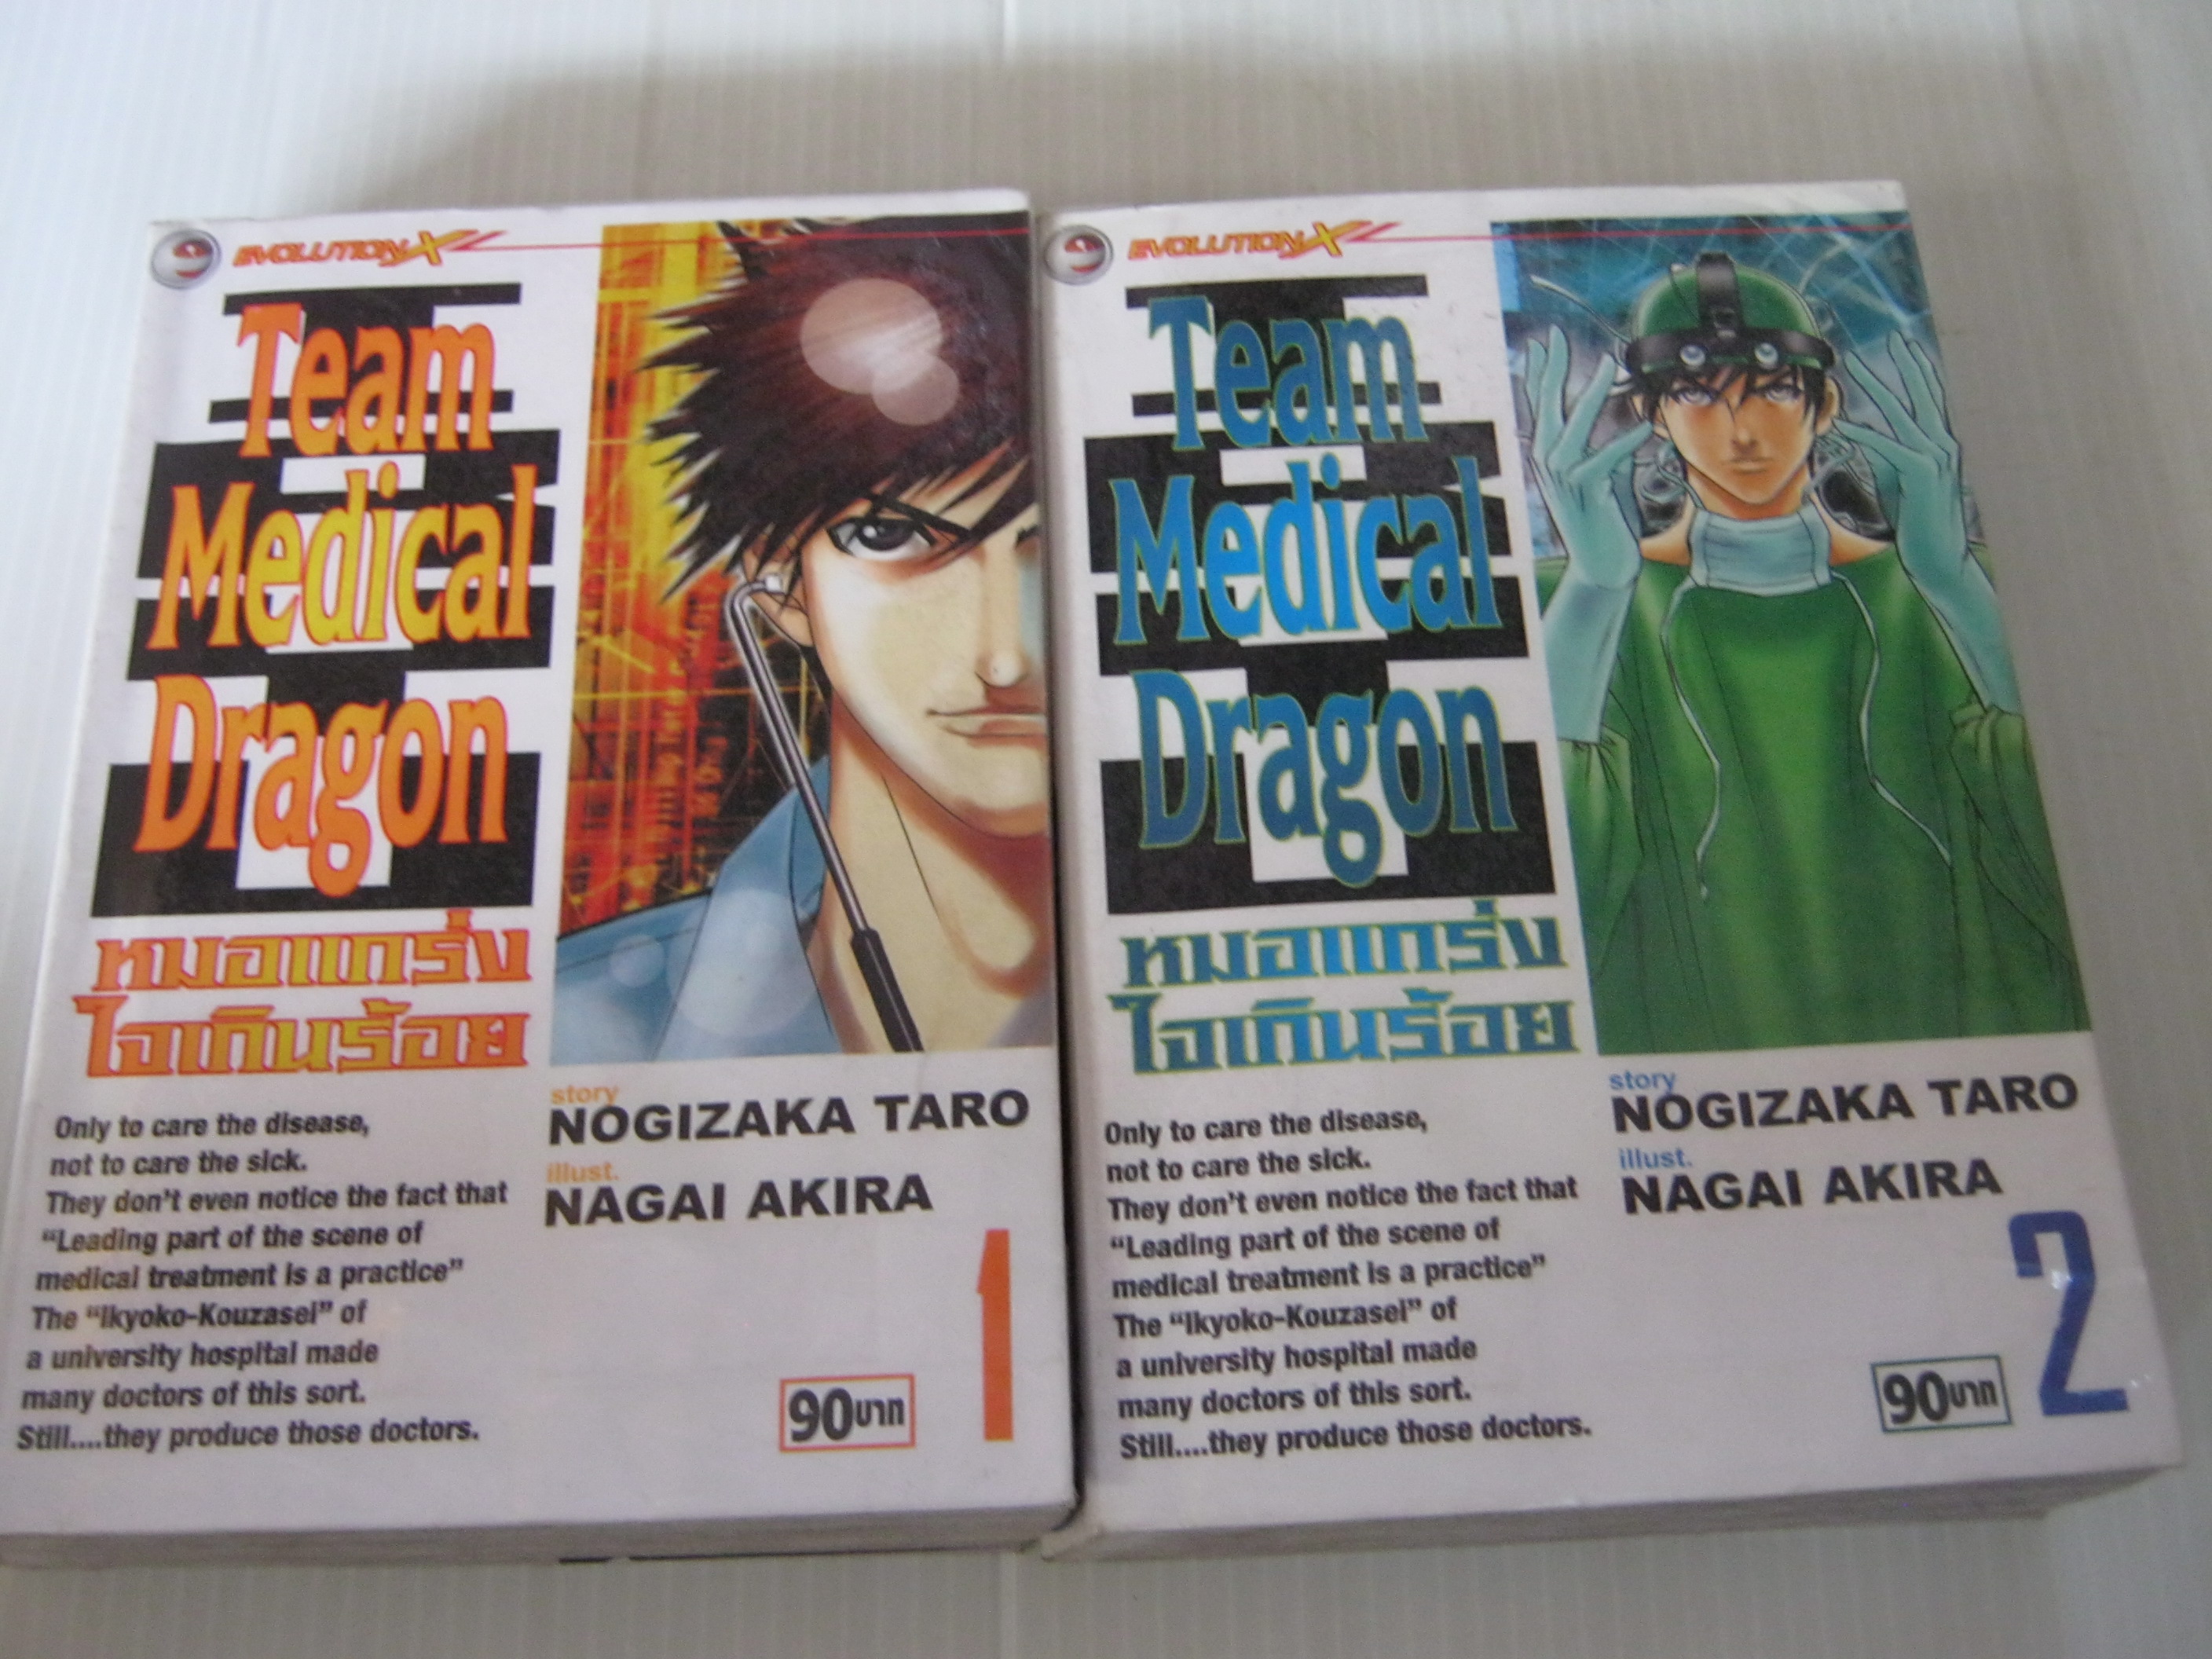 EVOLUTION X
Team
Medical
Dragon
หมอแกร่ง
ใจเกินร้อย
story
NOGIZAKA TARO
illust.
NAGAI AKIRA
Only to care the disease,
not to care the sick.
They don't even notice the fact that
“Leading part of the scene of
medical treatment is a practice”
The “Ikyoko-Kouzasei” of
a university hospital made
many doctors of this sort.
Still....they produce those doctors.
90บาท
1
EVOLUTION X
Team
Medical
Dragon
หมอแกร่ง
ใจเกินร้อย
story
NOGIZAKA TARO
illust.
NAGAI AKIRA
Only to care the disease,
not to care the sick.
They don't even notice the fact that
“Leading part of the scene of
medical treatment is a practice”
The “Ikyoko-Kouzasei” of
a university hospital made
many doctors of this sort.
Still....they produce those doctors.
90บาท
2